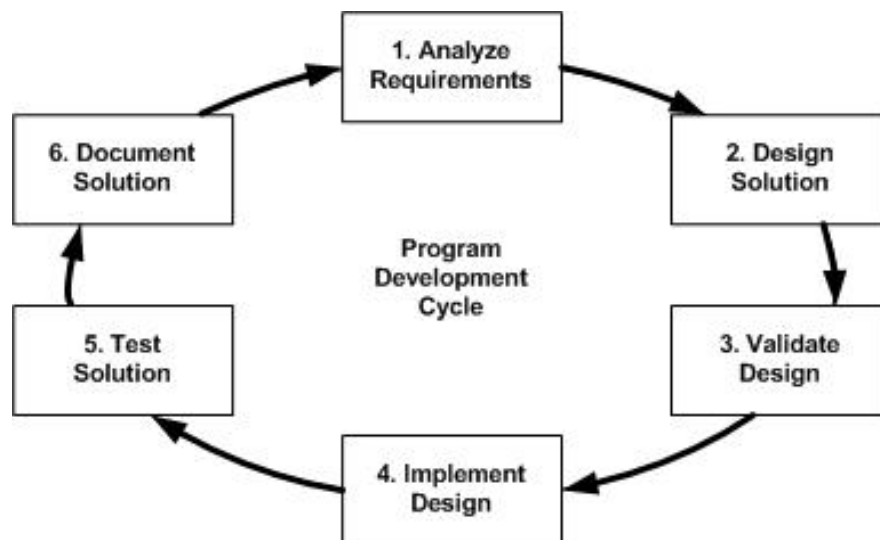 1. Analyze
Requirements
2. Design
Solution
3. Validate
Design
4. Implement
Design
5. Test
Solution
6. Document
Solution
Program
Development
Cycle